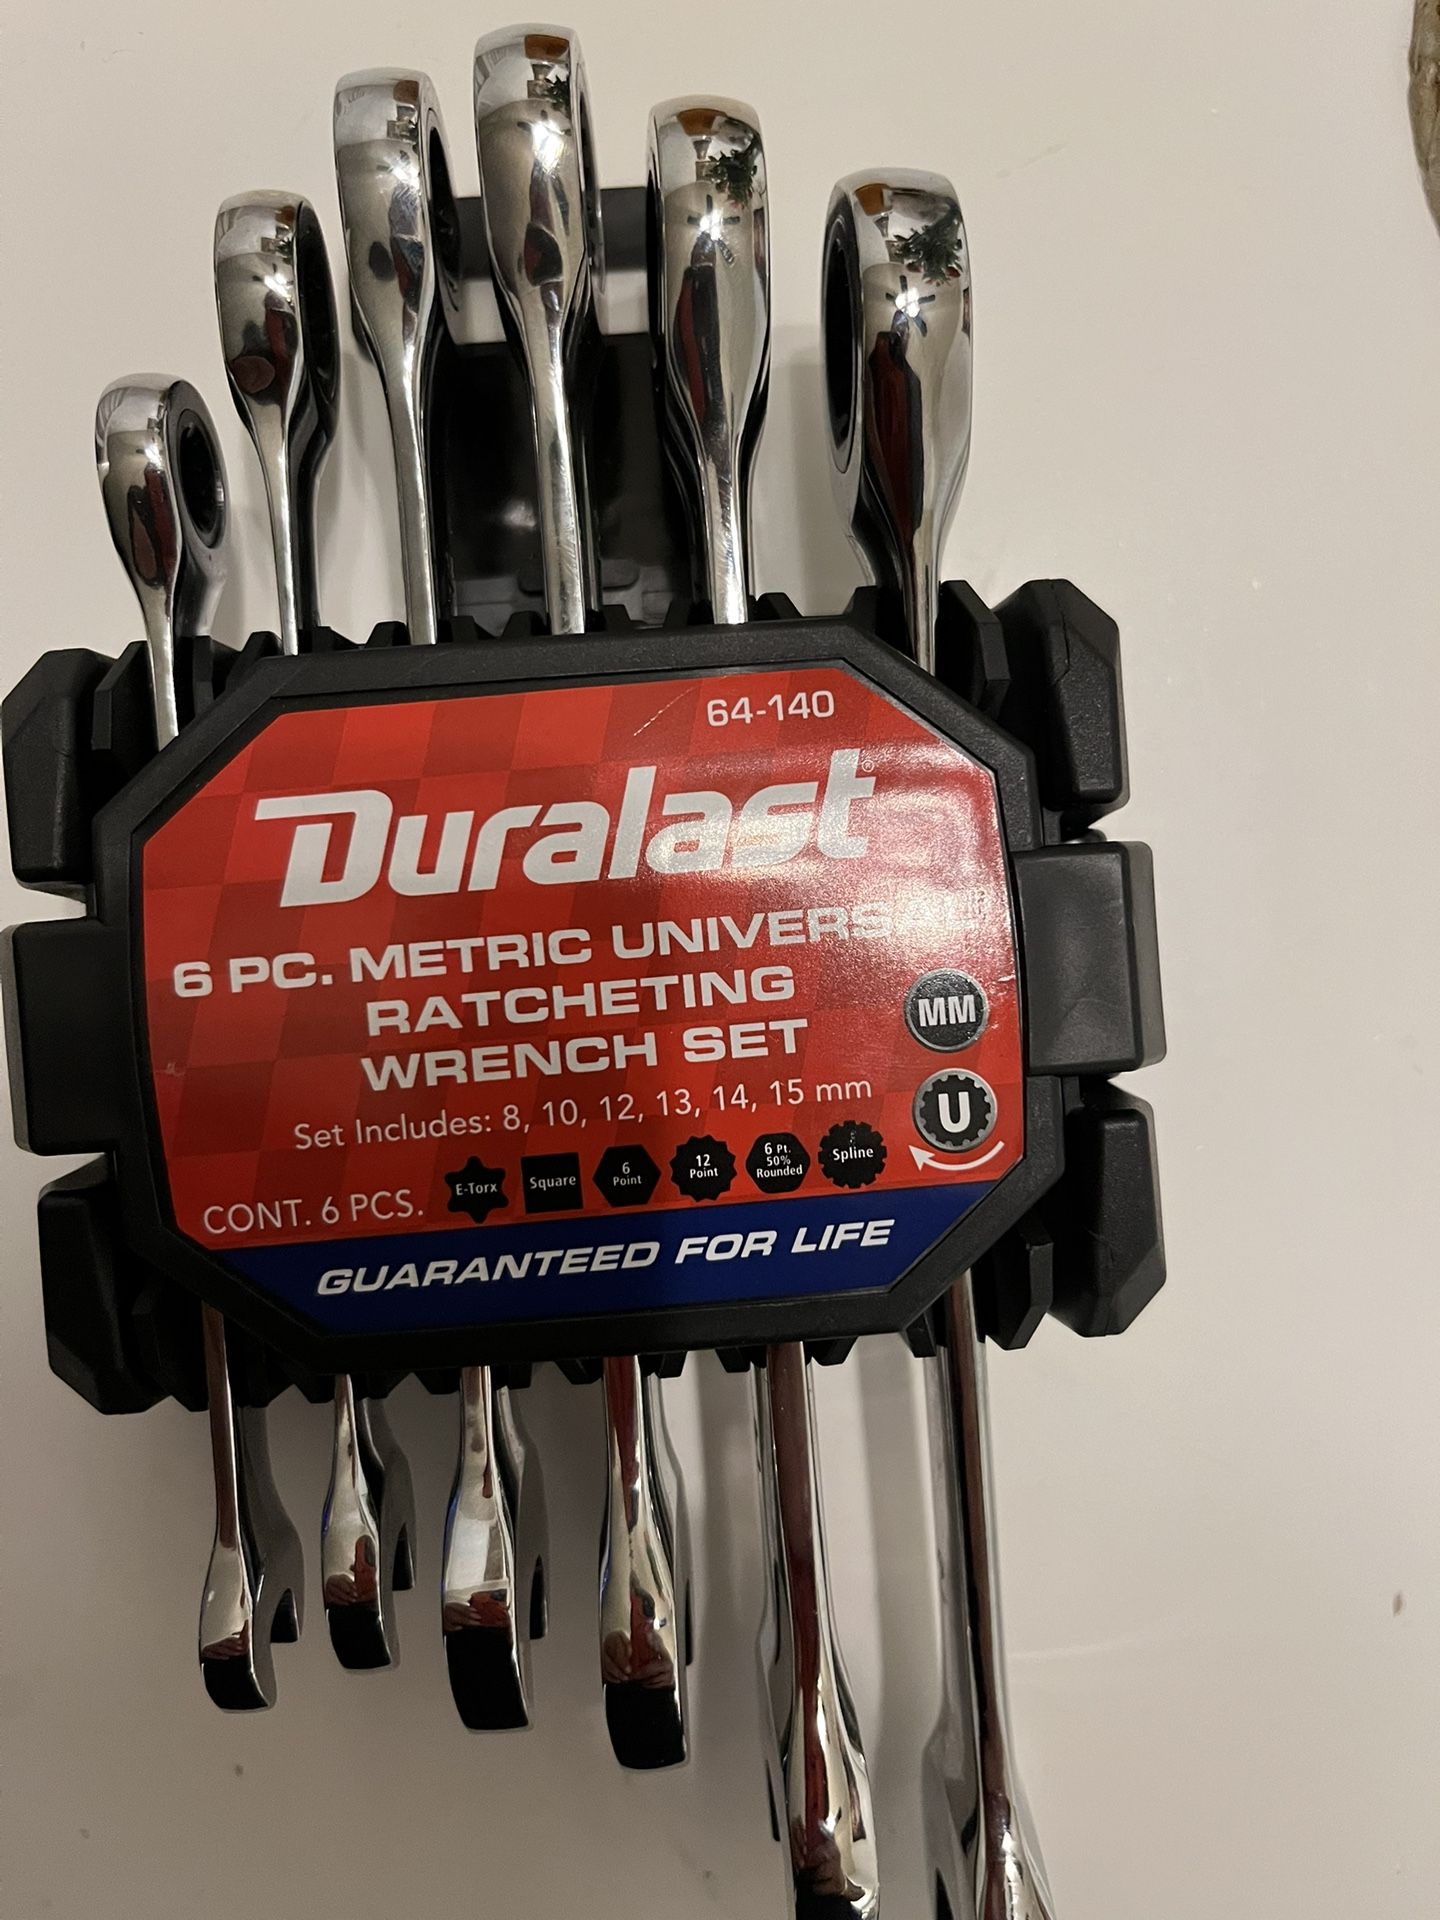 64-140
Duralast®
6 PC. METRIC UNIVERSAL
RATCHETING
WRENCH SET
MM
Set Includes: 8, 10, 12, 13, 14, 15 mm
U
CONT. 6 PCS.
E-Torx
Square
6
Point
12
Point
6 Pt.
50%
Rounded
Spline
GUARANTEED FOR LIFE